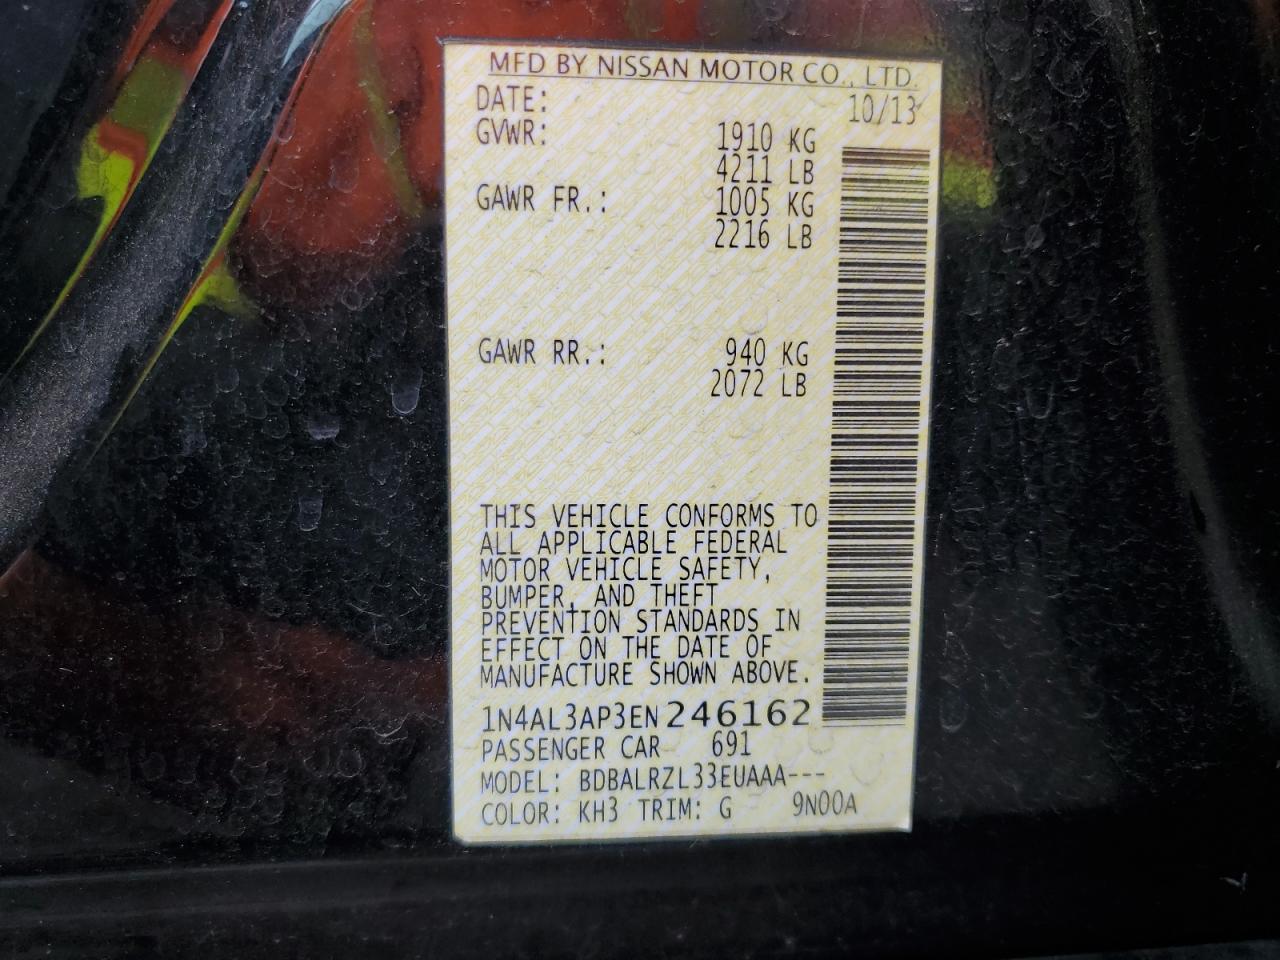 MFD BY NISSAN MOTOR CO., LTD.
DATE: 10/13
GVWR: 1910 KG
4211 LB
GAWR FR.: 1005 KG
2216 LB
GAWR RR.: 940 KG
2072 LB
THIS VEHICLE CONFORMS TO
ALL APPLICABLE FEDERAL
MOTOR VEHICLE SAFETY,
BUMPER, AND THEFT
PREVENTION STANDARDS IN
EFFECT ON THE DATE OF
MANUFACTURE SHOWN ABOVE.
1N4AL3AP3EN246162
PASSENGER CAR 691
MODEL: BDBALRZL33EUAAA---
COLOR: KH3 TRIM: G 9N00A